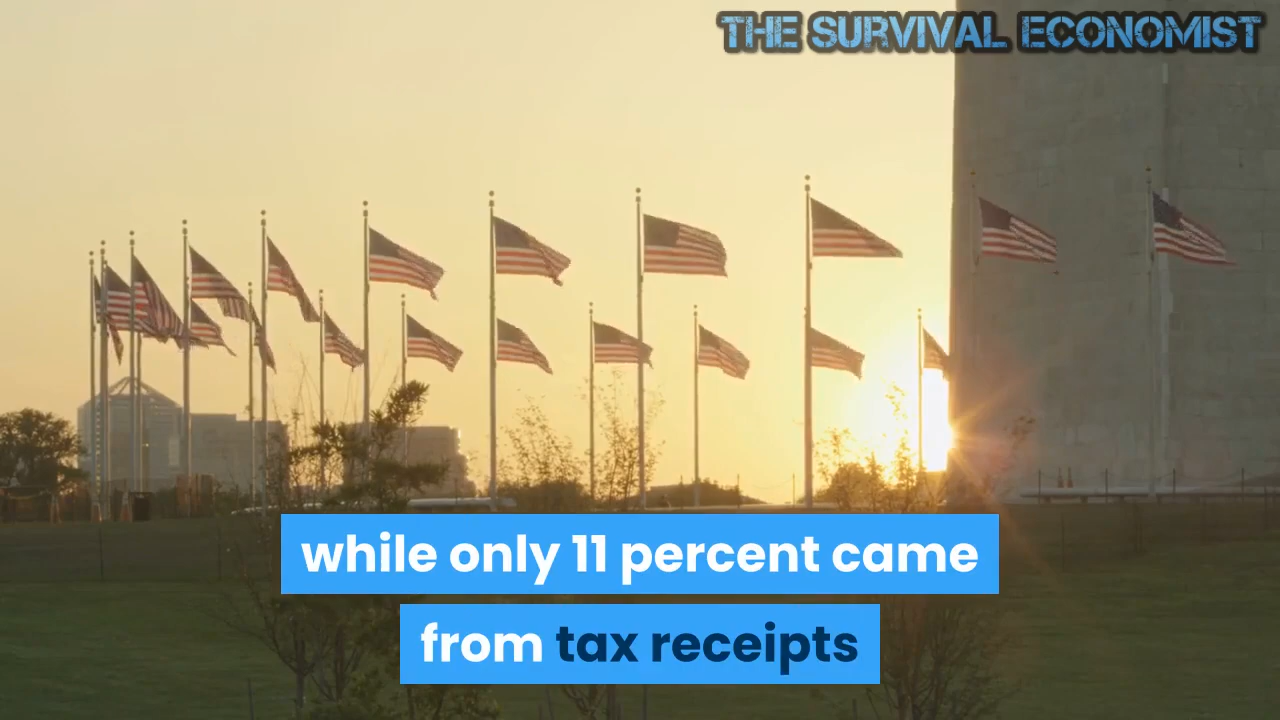 THE SURVIVAL ECONOMIST
while only 11 percent came
from tax receipts